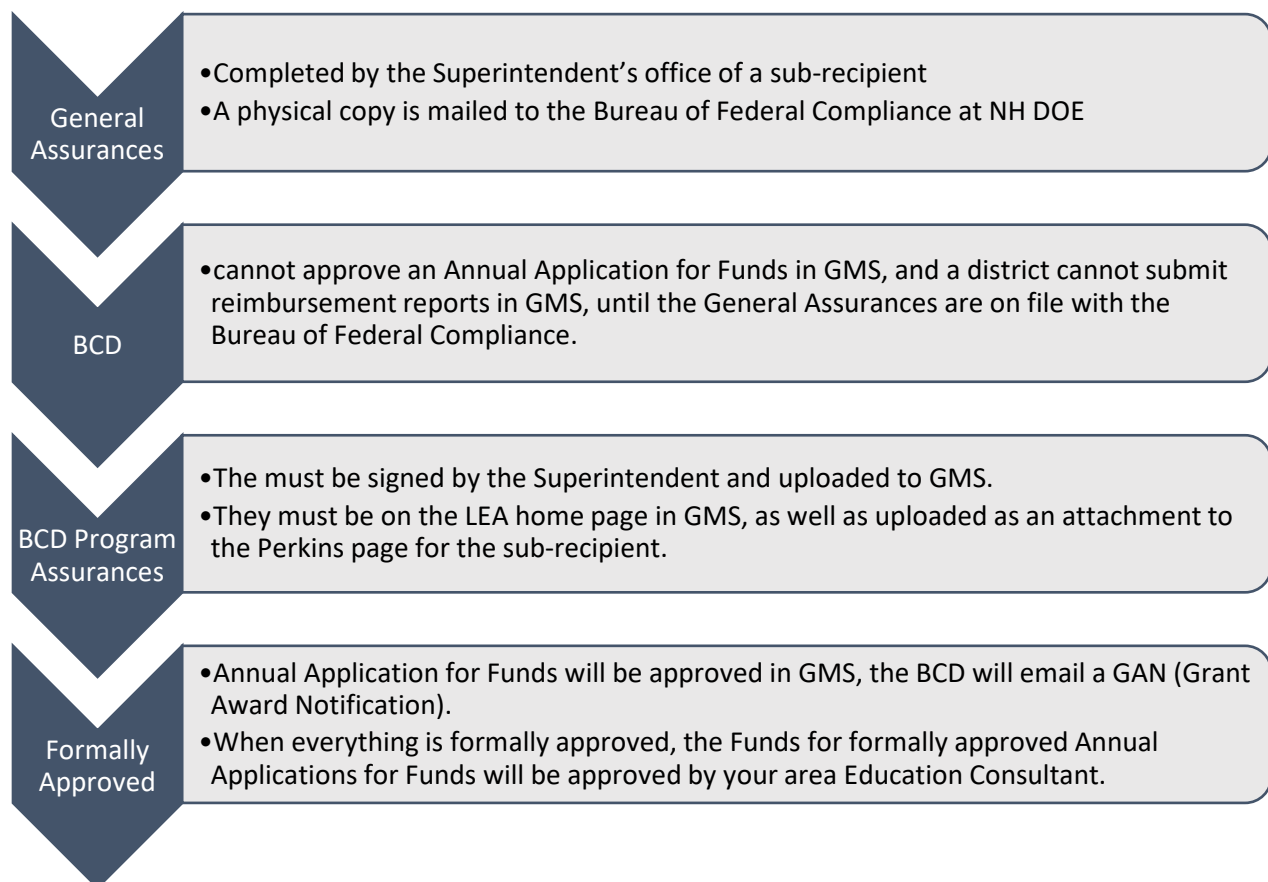 General
Assurances
•Completed by the Superintendent’s office of a sub-recipient
•A physical copy is mailed to the Bureau of Federal Compliance at NH DOE
BCD
•cannot approve an Annual Application for Funds in GMS, and a district cannot submit
reimbursement reports in GMS, until the General Assurances are on file with the
Bureau of Federal Compliance.
BCD Program
Assurances
•The must be signed by the Superintendent and uploaded to GMS.
•They must be on the LEA home page in GMS, as well as uploaded as an attachment to
the Perkins page for the sub-recipient.
Formally
Approved
•Annual Application for Funds will be approved in GMS, the BCD will email a GAN (Grant
Award Notification).
•When everything is formally approved, the Funds for formally approved Annual
Applications for Funds will be approved by your area Education Consultant.